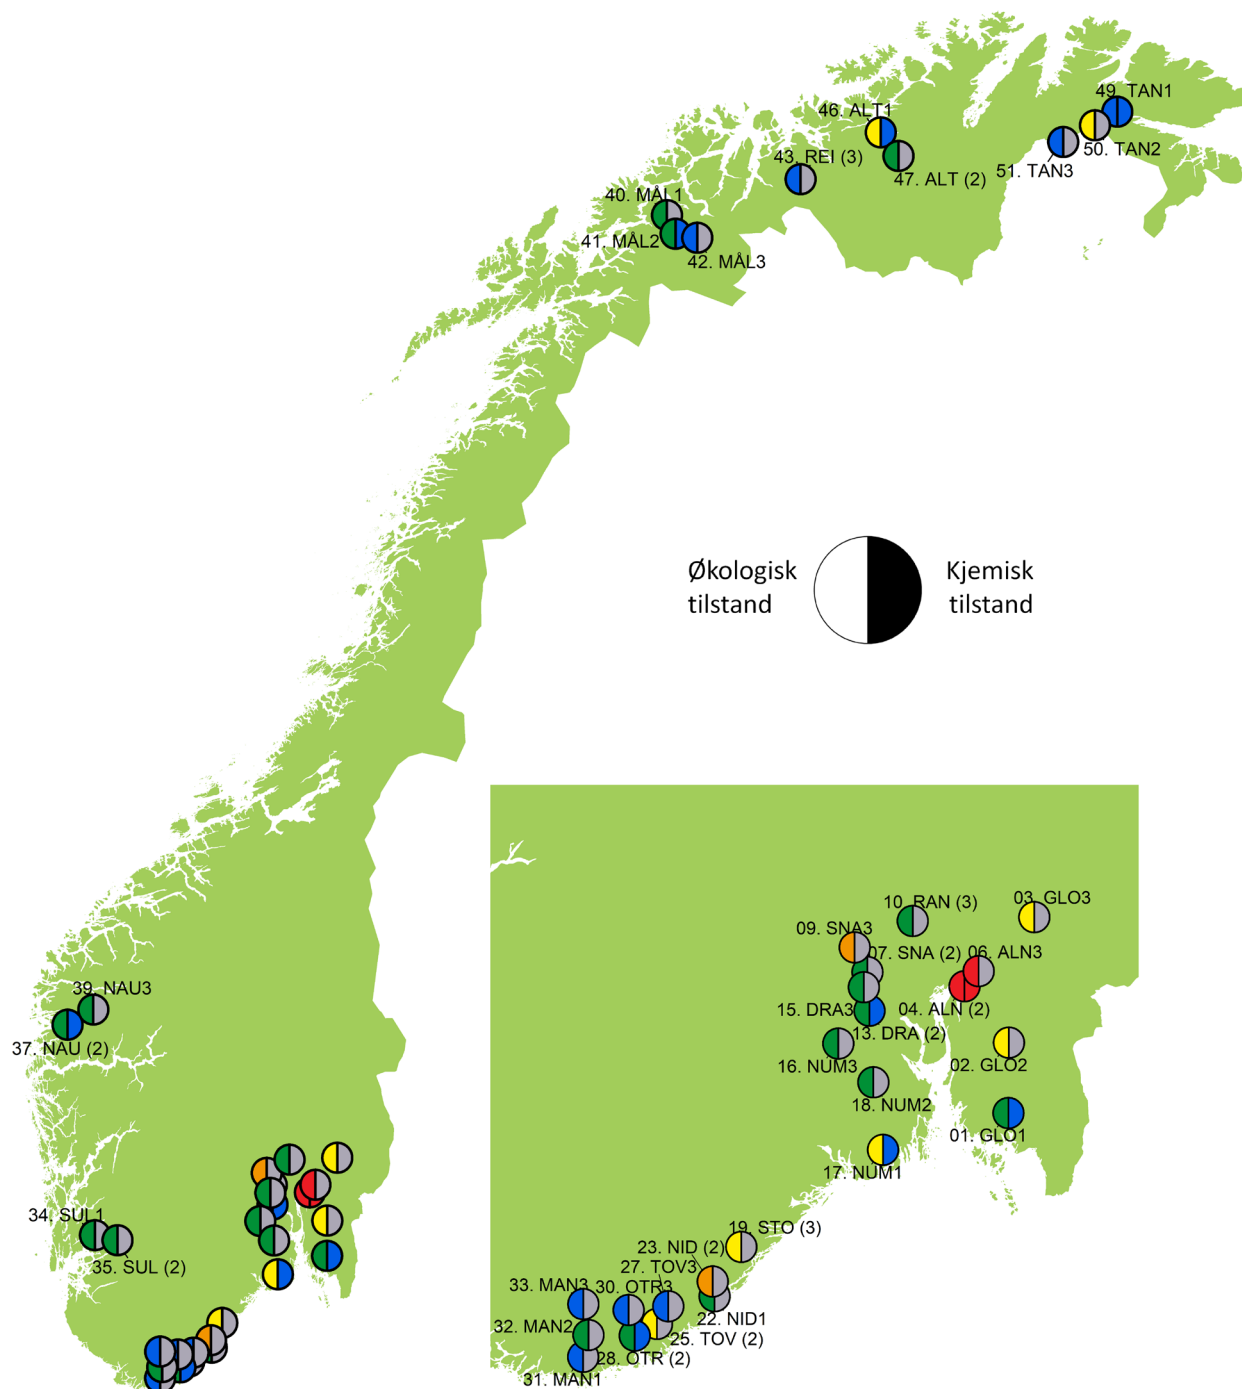 49. TAN1
46. ALT1
50. TAN2
43. REI (3)
51. TAN3
47. ALT (2)
40. MÅL1
41. MÅL2
42. MÅL3
Økologisk
tilstand
Kjemisk
tilstand
10. RAN (3)
03. GLO3
09. SNA3
07. SNA (2)
06. ALN3
39. NAU3
15. DRA3
04. ALN (2)
13. DRA (2)
37. NAU (2)
16. NUM3
02. GLO2
18. NUM2
01. GLO1
17. NUM1
34. SUL1
35. SUL (2)
19. STO (3)
23. NID (2)
27. TOV3
33. MAN3
30. OTR3
22. NID1
32. MAN2
25. TOV (2)
28. OTR (2)
31. MAN1